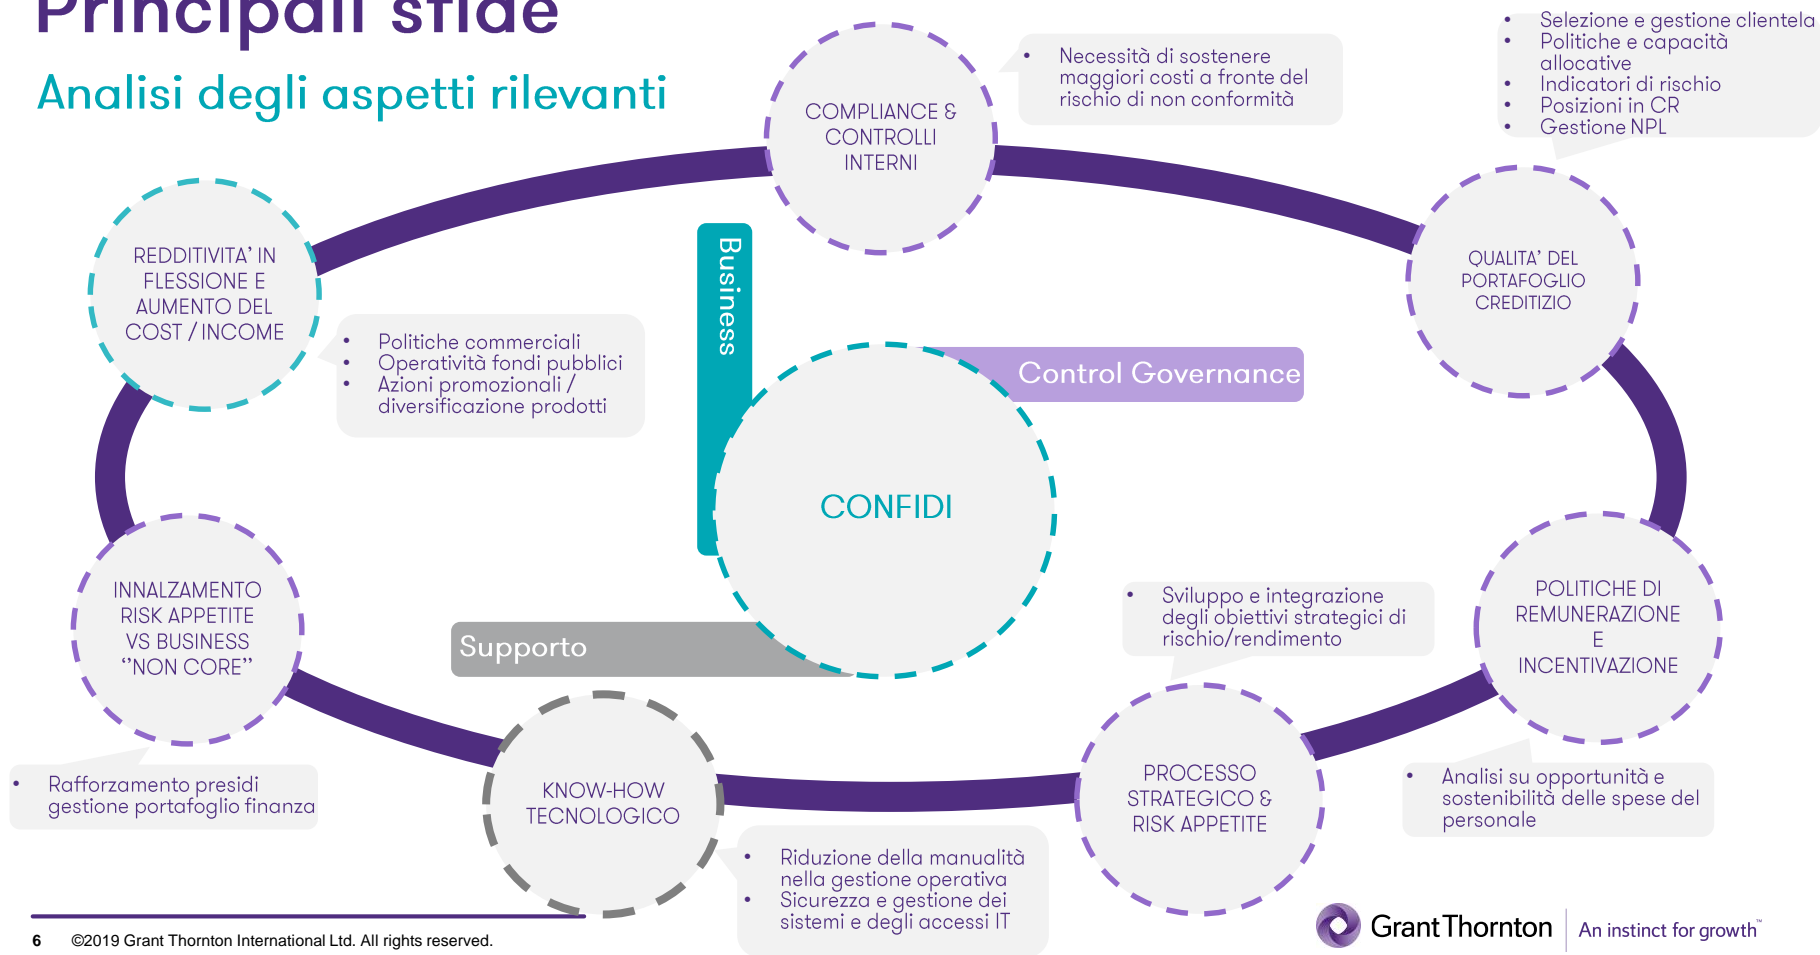 Principali sfide
Analisi degli aspetti rilevanti
COMPLIANCE &
CONTROLLI
INTERNI
• Necessità di sostenere
maggiori costi a fronte del
rischio di non conformità
• Selezione e gestione clientela
• Politiche e capacità
allocative
• Indicatori di rischio
• Posizioni in CR
• Gestione NPL
REDDITIVITA’ IN
FLESSIONE E
AUMENTO DEL
COST / INCOME
• Politiche commerciali
• Operatività fondi pubblici
• Azioni promozionali /
diversificazione prodotti
Business
Control Governance
QUALITA’ DEL
PORTAFOGLIO
CREDITIZIO
CONFIDI
Supporto
INNALZAMENTO
RISK APPETITE
VS BUSINESS
‘’NON CORE’’
• Rafforzamento presidi
gestione portafoglio finanza
KNOW-HOW
TECNOLOGICO
• Riduzione della manualità
nella gestione operativa
• Sicurezza e gestione dei
sistemi e degli accessi IT
• Sviluppo e integrazione
degli obiettivi strategici di
rischio/rendimento
PROCESSO
STRATEGICO &
RISK APPETITE
POLITICHE DI
REMUNERAZIONE
E
INCENTIVAZIONE
• Analisi su opportunità e
sostenibilità delle spese del
personale
6 ©2019 Grant Thornton International Ltd. All rights reserved.
Grant Thornton An instinct for growth™